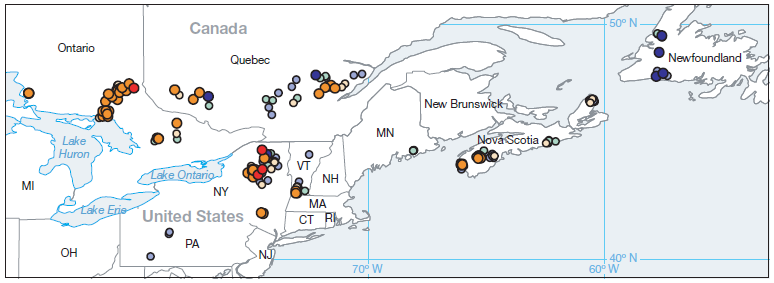 Canada
50° N
Ontario
Quebec
Newfoundland
New Brunswick
MN
Lake
Huron
Nova Scotia
VT
Lake Ontario
NH
MI
NY
MA
Lake Erie
United States
CT RI
PA
OH
NJ
40° N
70° W
60° W